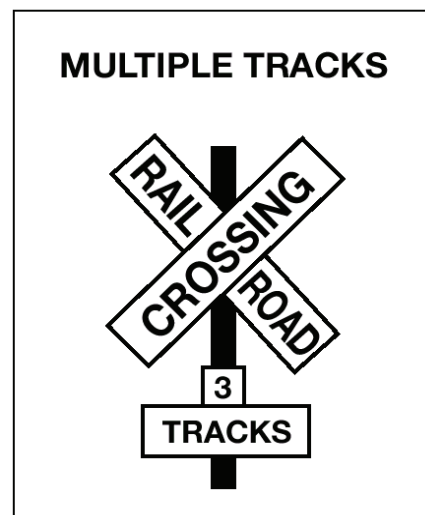 MULTIPLE TRACKS
RAIL
CROSSING
ROAD
3
TRACKS